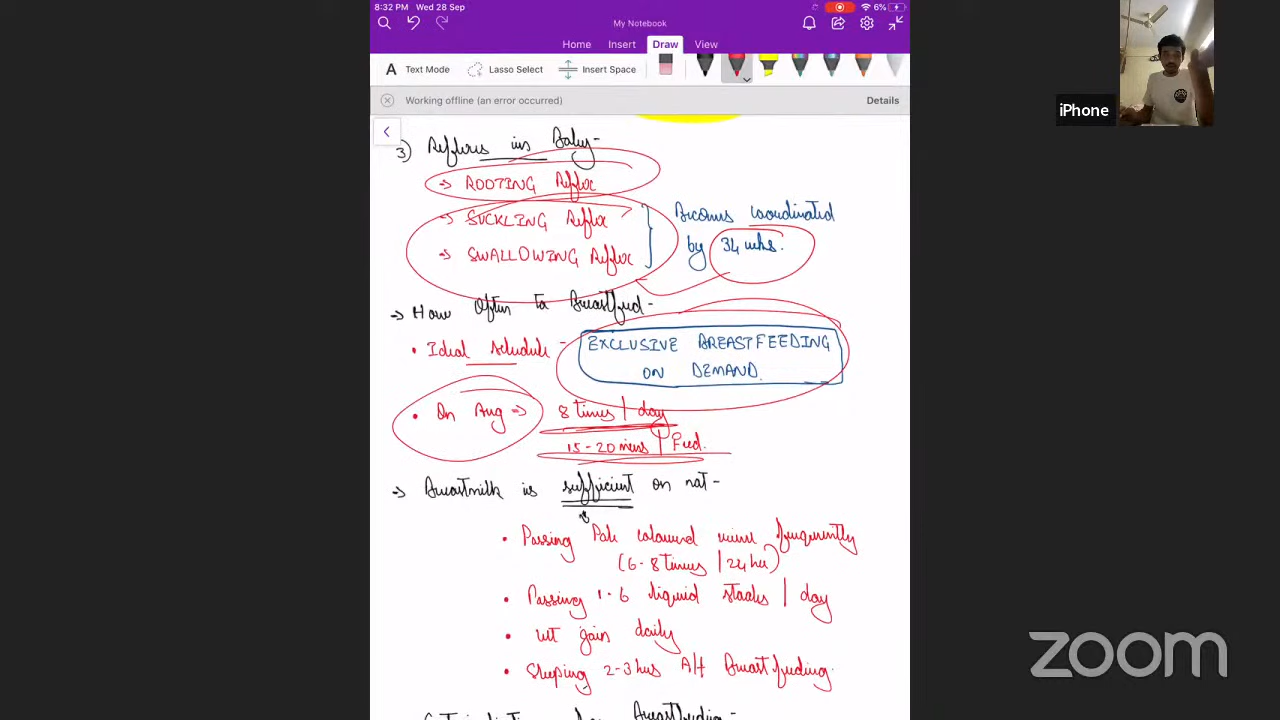 8:32 PM Wed 28 Sep
6%
My Notebook
Home Insert Draw View
Text Mode Lasso Select Insert Space
Working offline (an error occurred) Details
iPhone
3) Reflexes in Baby-
→ ROOTING Reflex
→ SUCKLING Reflex
→ SWALLOWING Reflex
Becomes coordinated
by 34 wks.
→ How Often to Breastfeed-
• Ideal schedule -
EXCLUSIVE BREASTFEEDING
ON DEMAND.
• On Avg → 8 times / day
15-20 mins / Feed.
→ Breastmilk is sufficient or not-
• Passing Pale coloured urine frequently
(6-8 times / 24 hrs)
• Passing 1-6 liquid stools / day
• wt gain daily
• Sleeping 2-3 hrs A/f Breastfeeding.
Breastfeeding-
zoom